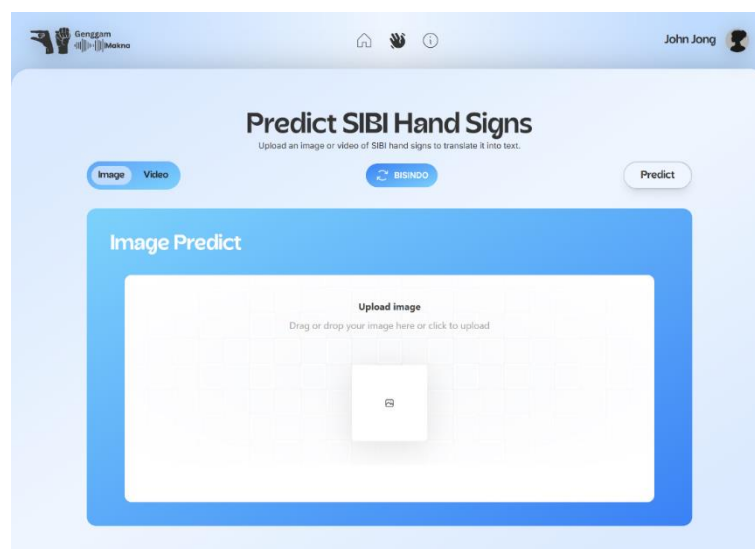 Genggam
Makna
John Jong
Predict SIBI Hand Signs
Upload an image or video of SIBI hand signs to translate it into text.
Image Video
BISINDO
Predict
Image Predict
Upload image
Drag or drop your image here or click to upload